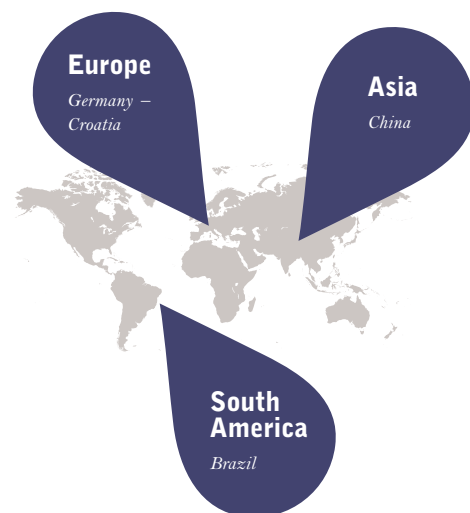 Europe
Germany –
Croatia
Asia
China
South
America
Brazil